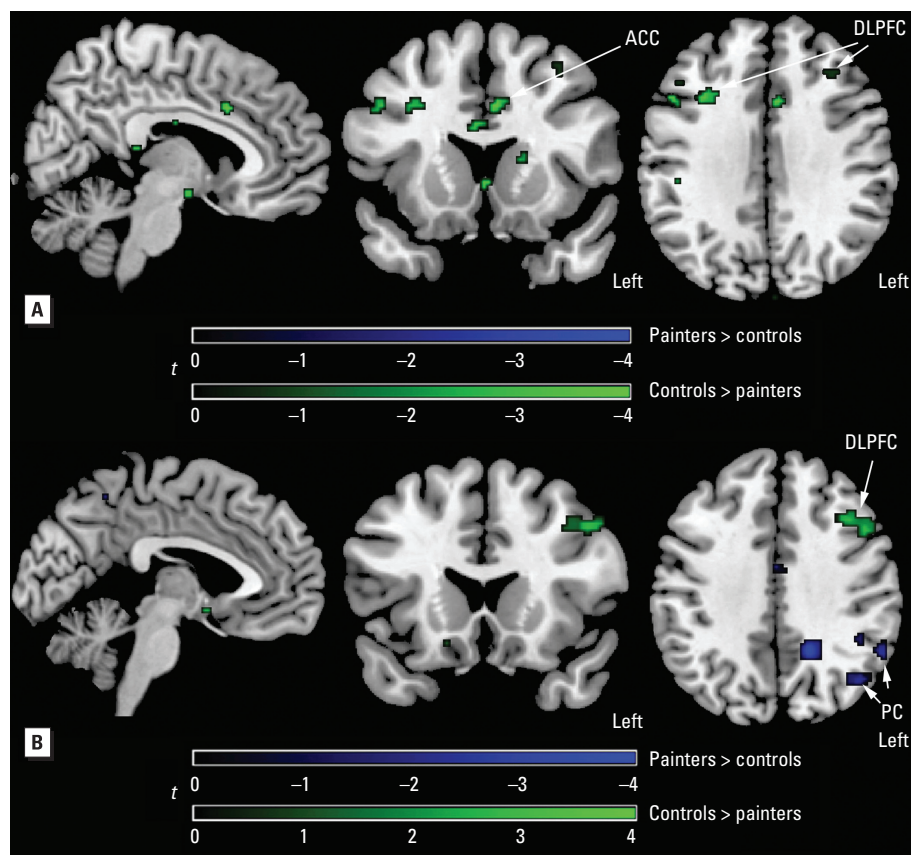 ACC
DLPFC
Left
Left
A
0 –1 –2 –3 –4
Painters > controls
t
0 –1 –2 –3 –4
Controls > painters
DLPFC
PC
Left
Left
B
0 –1 –2 –3 –4
Painters > controls
t
0 1 2 3 4
Controls > painters